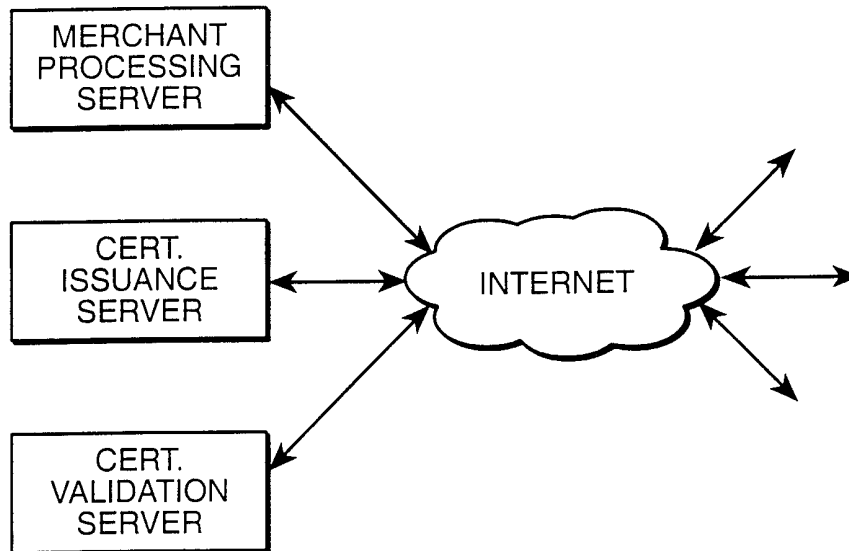 MERCHANT
PROCESSING
SERVER
CERT.
ISSUANCE
SERVER
INTERNET
CERT.
VALIDATION
SERVER